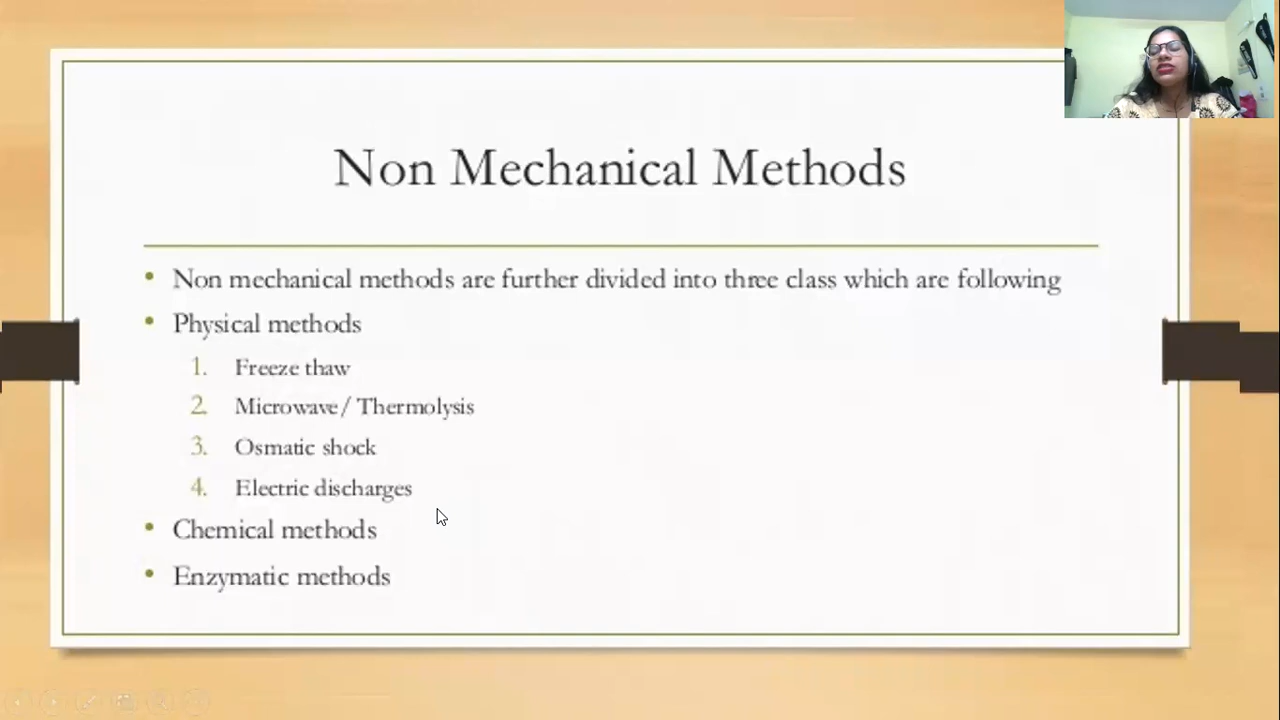 Non Mechanical Methods
• Non mechanical methods are further divided into three class which are following
• Physical methods
1. Freeze thaw
2. Microwave/ Thermolysis
3. Osmatic shock
4. Electric discharges
• Chemical methods
• Enzymatic methods